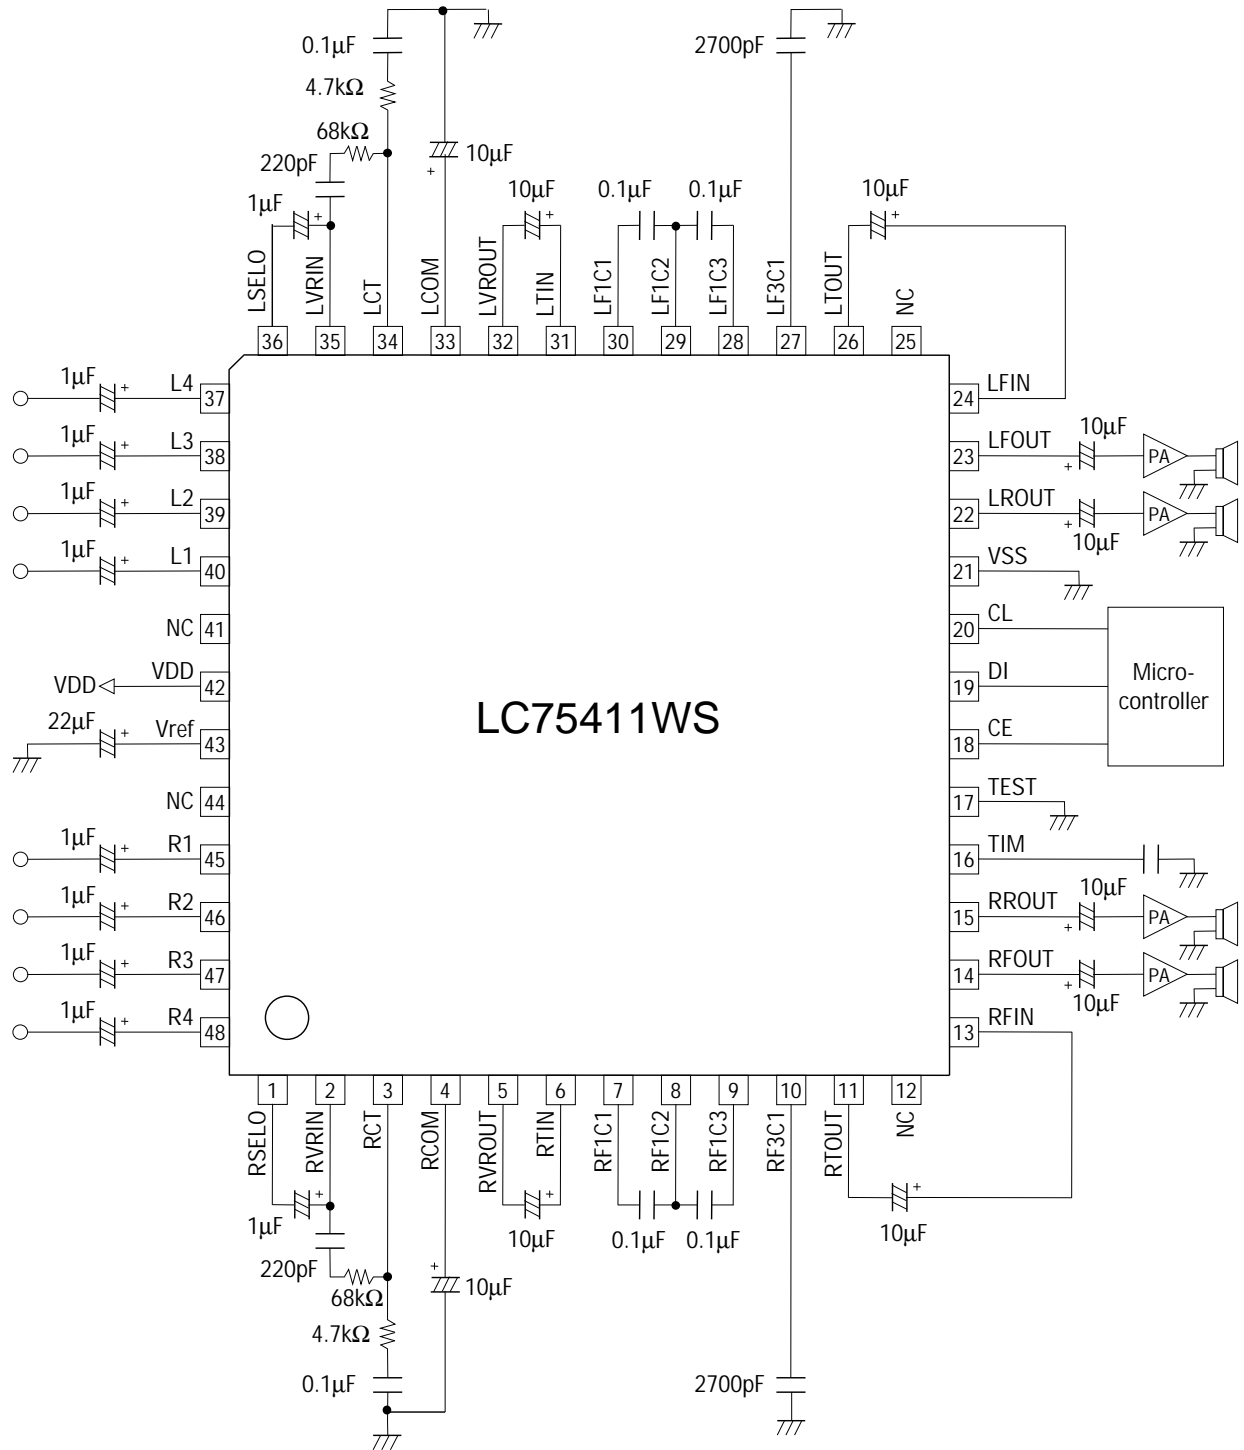 0.1µF
2700pF
4.7kΩ
68kΩ
10µF
220pF
1µF
+
+
10µF
+
0.1µF
0.1µF
10µF
+
LSELO
LVRIN
LCT
LCOM
LVROUT
LTIN
LF1C1
LF1C2
LF1C3
LF3C1
LTOUT
NC
36
35
34
33
32
31
30
29
28
27
26
25
1µF + L4 37
1µF + L3 38
1µF + L2 39
1µF + L1 40
NC 41
VDD VDD 42
22µF + Vref 43
NC 44
1µF + R1 45
1µF + R2 46
1µF + R3 47
1µF + R4 48
LC75411WS
24 LFIN
23 LFOUT + 10µF PA
22 LROUT + 10µF PA
21 VSS
20 CL
19 DI
18 CE
Micro-
controller
17 TEST
16 TIM
15 RROUT + 10µF PA
14 RFOUT + 10µF PA
13 RFIN
1
2
3
4
5
6
7
8
9
10
11
12
RSELO
RVRIN
RCT
RCOM
RVROUT
RTIN
RF1C1
RF1C2
RF1C3
RF3C1
RTOUT
NC
1µF
+
10µF
+
0.1µF
0.1µF
10µF
+
220pF
68kΩ
+
10µF
4.7kΩ
0.1µF
2700pF